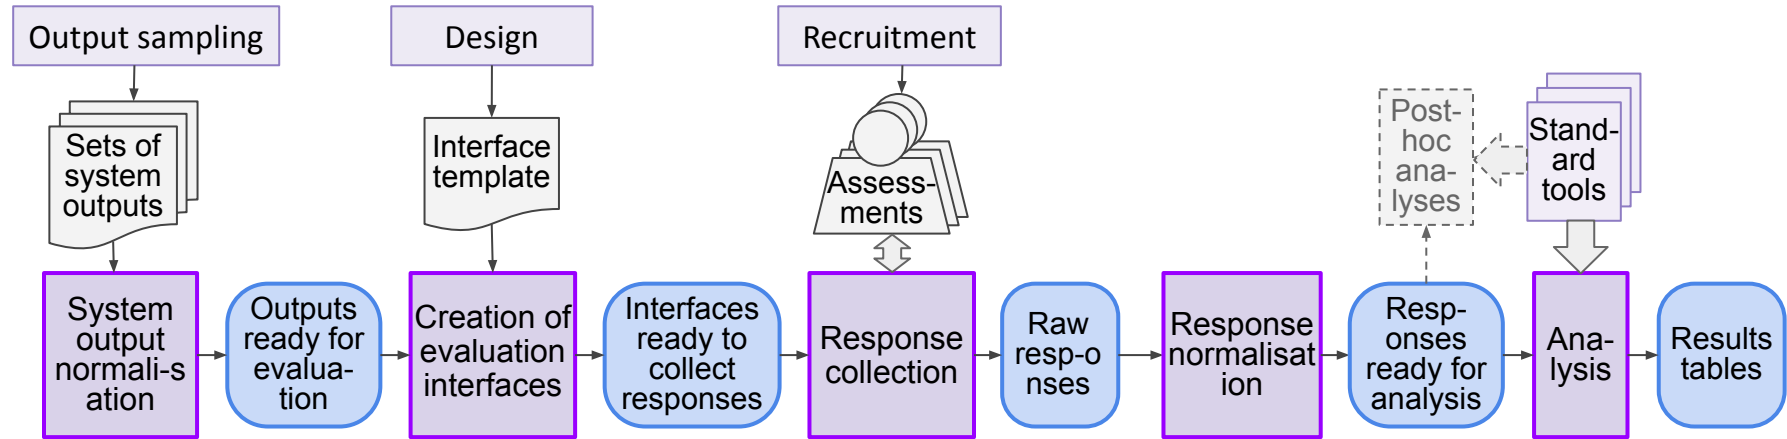 Output sampling
Design
Recruitment
Sets of
system
outputs
Interface
template
Assess-
ments
Post-
hoc
ana-
lyses
Stand-
ard
tools
System
output
normali-s
ation
Outputs
ready for
evalua-
tion
Creation of
evaluation
interfaces
Interfaces
ready to
collect
responses
Response
collection
Raw
resp-o
nses
Response
normalisat
ion
Resp-
onses
ready for
analysis
Ana-
lysis
Results
tables